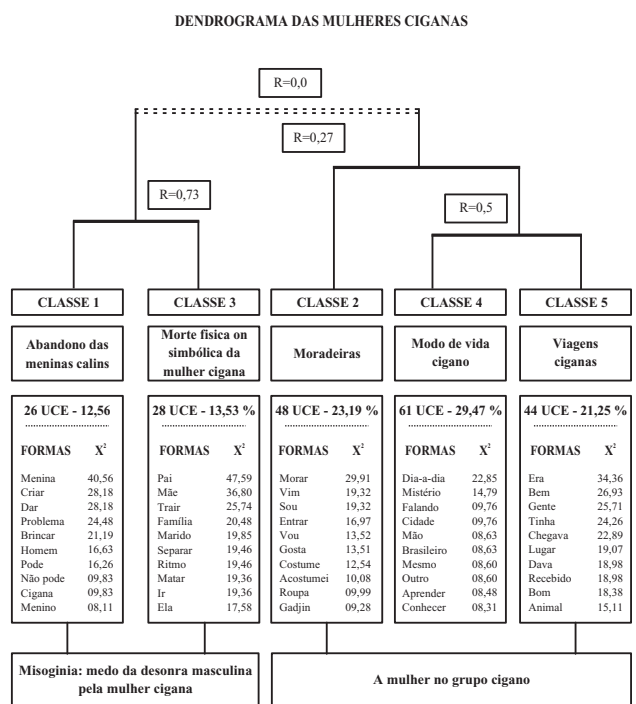 DENDROGRAMA DAS MULHERES CIGANAS
R=0,0
R=0,27
R=0,73
R=0,5
CLASSE 1
Abandono das
meninas calins
26 UCE - 12,56
FORMAS X²
Menina 40,56
Criar 28,18
Dar 28,18
Problema 24,48
Brincar 21,19
Homem 16,63
Pode 16,26
Não pode 09,83
Cigana 09,83
Menino 08,11
CLASSE 3
Morte fisica on
simbólica da
mulher cigana
28 UCE - 13,53 %
FORMAS X²
Pai 47,59
Mãe 36,80
Trair 25,74
Família 20,48
Marido 19,85
Separar 19,46
Ritmo 19,46
Matar 19,36
Ir 19,36
Ela 17,58
CLASSE 2
Moradeiras
48 UCE - 23,19 %
FORMAS X²
Morar 29,91
Vim 19,32
Sou 19,32
Entrar 16,97
Vou 13,52
Gosta 13,51
Costume 12,54
Acostumei 10,08
Roupa 09,99
Gadjin 09,28
CLASSE 4
Modo de vida
cigano
61 UCE - 29,47 %
FORMAS X²
Dia-a-dia 22,85
Mistério 14,79
Falando 09,76
Cidade 09,76
Mão 08,63
Brasileiro 08,63
Mesmo 08,60
Outro 08,60
Aprender 08,48
Conhecer 08,31
CLASSE 5
Viagens
ciganas
44 UCE - 21,25 %
FORMAS X²
Era 34,36
Bem 26,93
Gente 25,71
Tinha 24,26
Chegava 22,89
Lugar 19,07
Dava 18,98
Recebido 18,98
Bom 18,38
Animal 15,11
Misoginia: medo da desonra masculina
pela mulher cigana
A mulher no grupo cigano